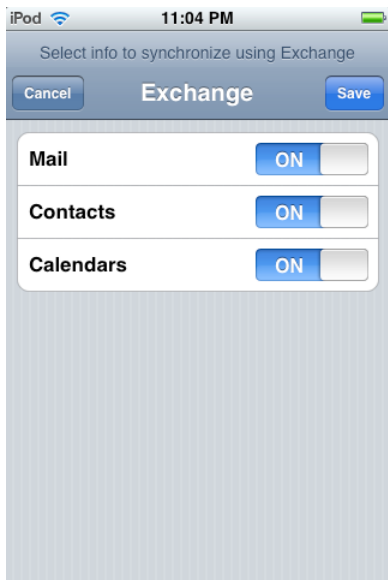 iPod 11:04 PM
Select info to synchronize using Exchange
Cancel Exchange Save
Mail ON
Contacts ON
Calendars ON